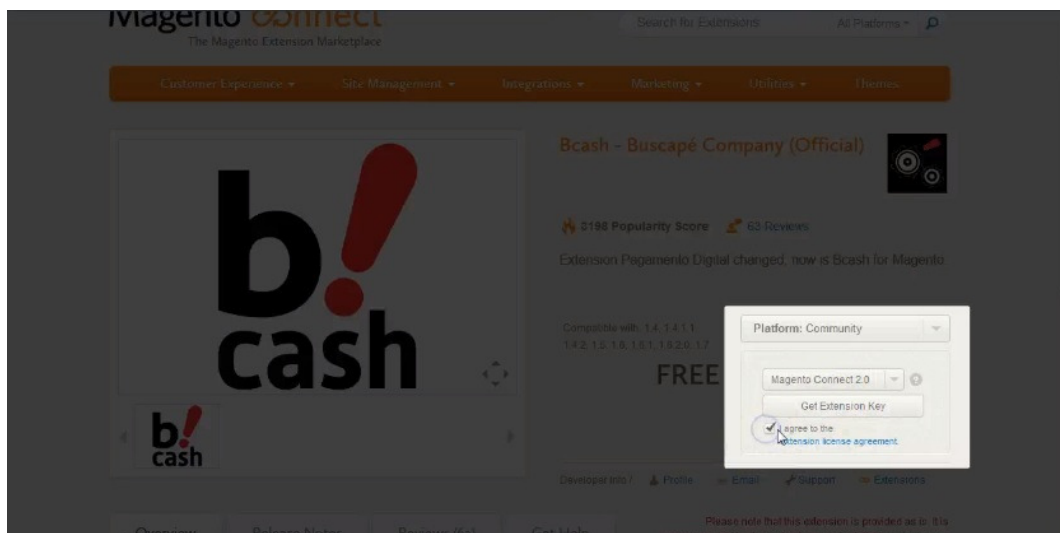 Magento Connect
The Magento Extension Marketplace
Search for Extensions
All Platforms
Customer Experience
Site Management
Integrations
Marketing
Utilities
Themes
b!
cash
b!
cash
Bcash - Buscapé Company (Official)
8198 Popularity Score
63 Reviews
Extension Pagamento Digital changed, now is Bcash for Magento
Compatible with: 1.4, 1.4.1.1,
1.4.2, 1.5, 1.6, 1.6.1, 1.6.2.0, 1.7
FREE
Platform: Community
Magento Connect 2.0
Get Extension Key
I agree to the
extension license agreement
Developer Info
Profile
Email
Support
Extensions
Please note that this extension is provided as is. It is
Overview
Release Notes
Reviews
Get Help